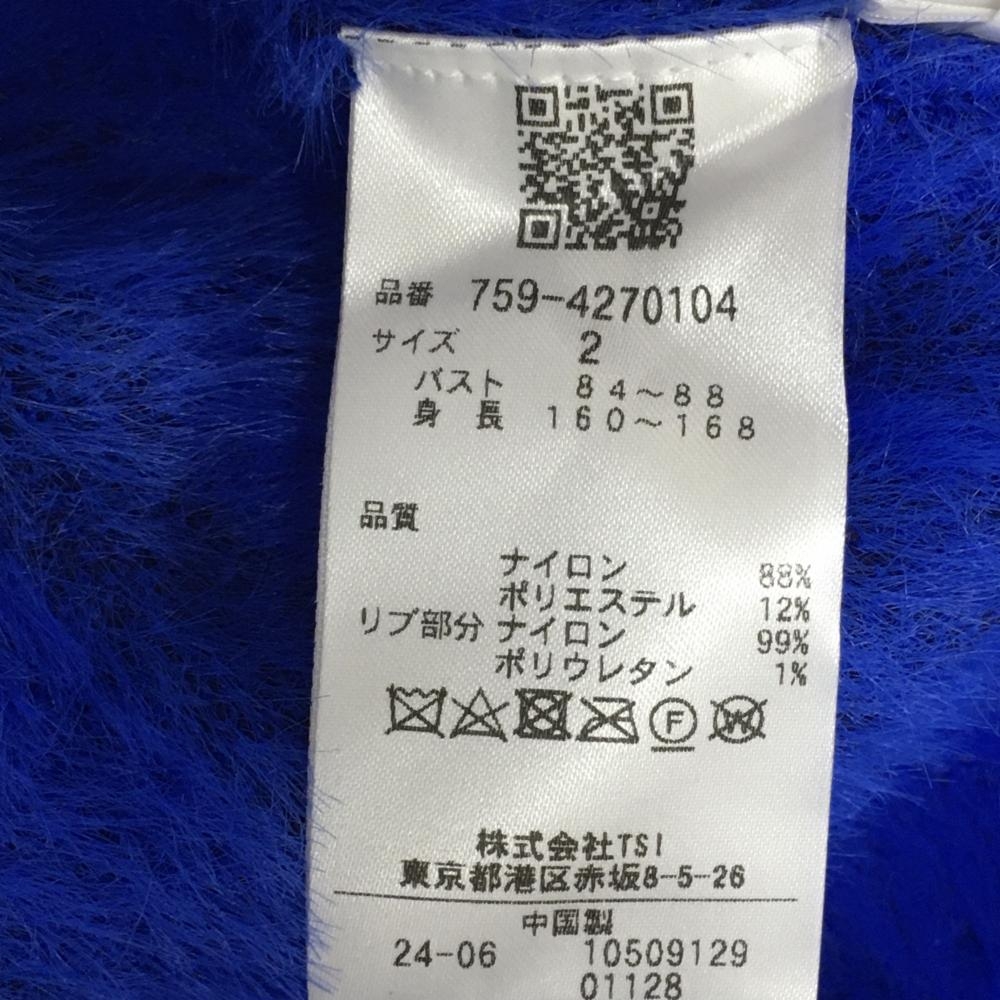 品番 759-4270104
サイズ 2
バスト 84～88
身長 160～168
品質
ナイロン 88%
ポリエステル 12%
リブ部分 ナイロン 99%
ポリウレタン 1%
F W
株式会社TSI
東京都港区赤坂8-5-26
中国製
24-06 10509129
01128